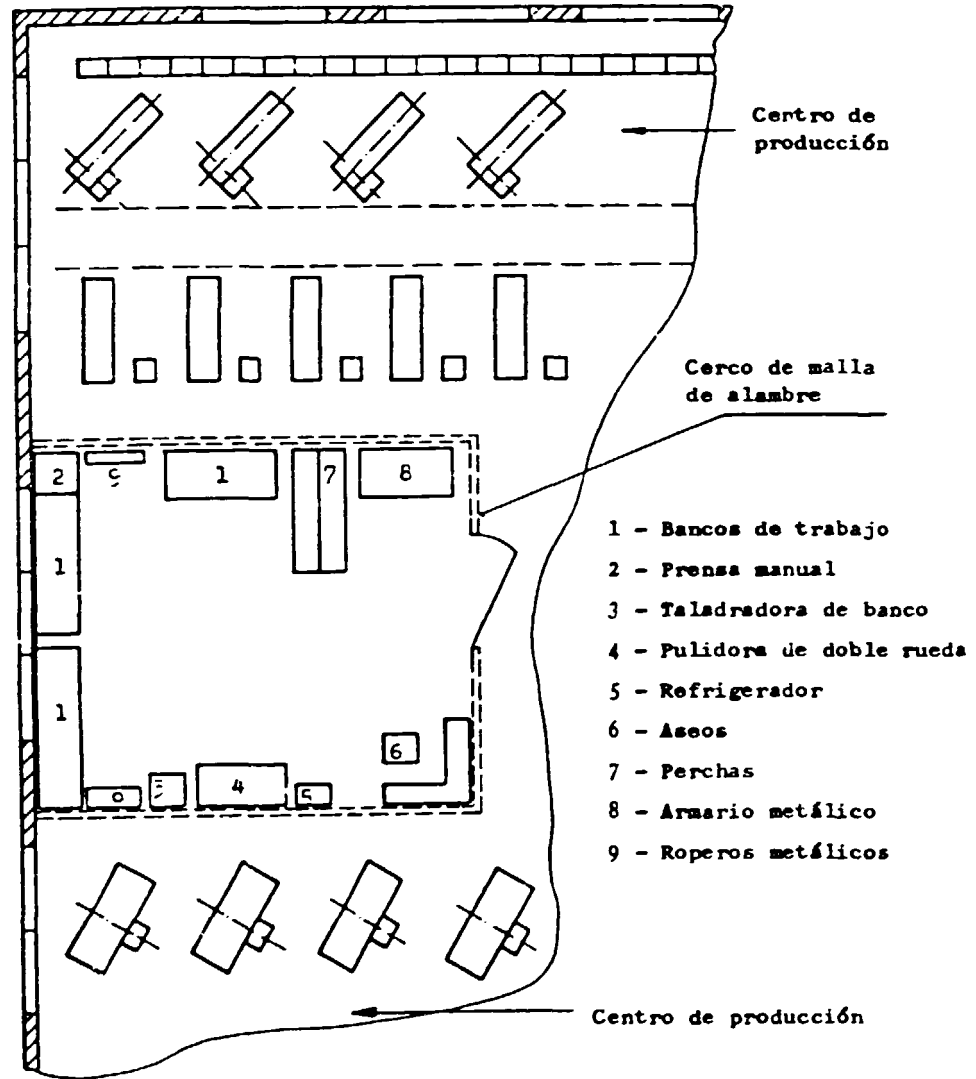 Centro de
producción
Cerco de malla
de alambre
2
1
7
8
1
1
6
4
5
1 - Bancos de trabajo
2 - Prensa manual
3 - Taladradora de banco
4 - Pulidora de doble rueda
5 - Refrigerador
6 - Aseos
7 - Perchas
8 - Armario metálico
9 - Roperos metálicos
Centro de producción